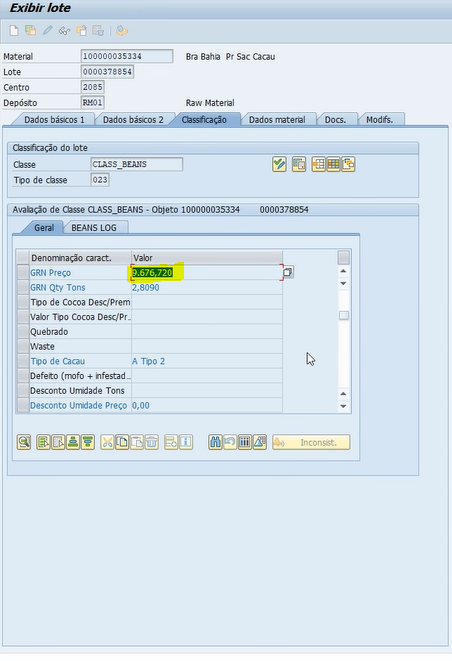 Exibir lote
Material 100000035334 Bra Bahia Pr Sac Cacau
Lote 0000378854
Centro 2085
Depósito RM01 Raw Material
Dados básicos 1 Dados básicos 2 Classificação Dados material Docs. Modifs.
Classificação do lote
Classe CLASS_BEANS
Tipo de classe 023
Avaliação de Classe CLASS_BEANS - Objeto 100000035334 0000378854
Geral BEANS LOG
Denominação caract. Valor
GRN Preço 9.676,720
GRN Qty Tons 2,8090
Tipo de Cocoa Desc/Prem
Valor Tipo Cocoa Desc/Pr..
Quebrado
Waste
Tipo de Cacau A Tipo 2
Defeito (mofo + infestad...
Desconto Umidade Tons
Desconto Umidade Preço 0,00
Inconsist.